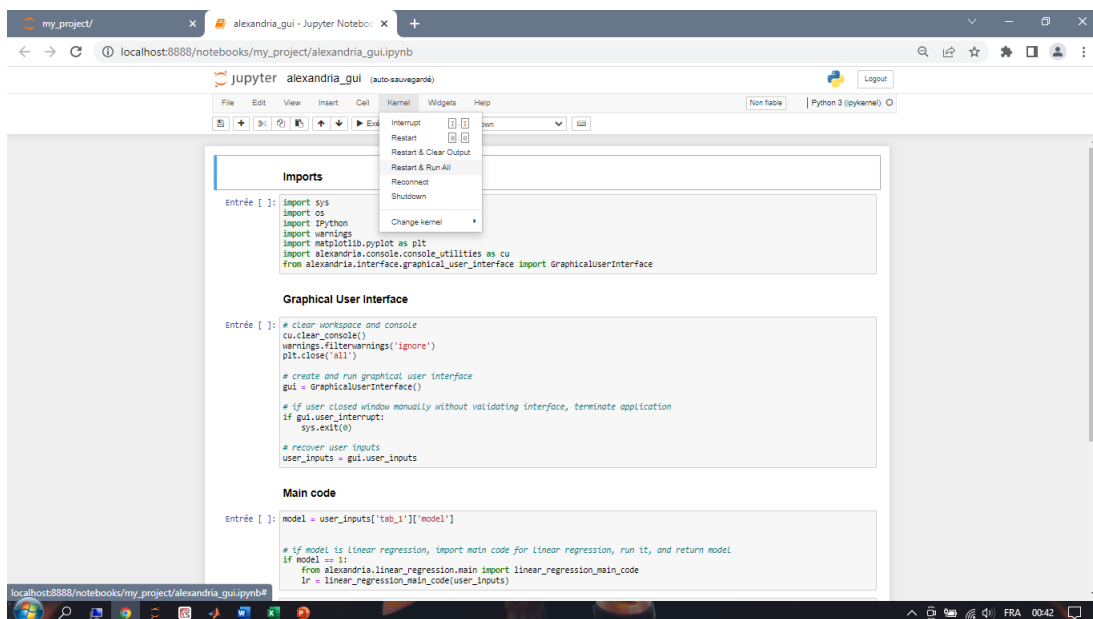 my_project/
alexandria_gui - Jupyter Notebook
localhost:8888/notebooks/my_project/alexandria_gui.ipynb
jupyter alexandria_gui (auto-sauvegardé)
Logout
File Edit View Insert Cell Kernel Widgets Help
Non fiable Python 3 (ipykernel)
Interrupt I,I
Restart 0,0
Restart & Clear Output
Restart & Run All
Reconnect
Shutdown
Change kernel
Imports
Entrée [ ]: import sys
import os
import IPython
import warnings
import matplotlib.pyplot as plt
import alexandria.console.console_utilities as cu
from alexandria.interface.graphical_user_interface import GraphicalUserInterface
Graphical User Interface
Entrée [ ]: # clear workspace and console
cu.clear_console()
warnings.filterwarnings('ignore')
plt.close('all')
# create and run graphical user interface
gui = GraphicalUserInterface()
# if user closed window manually without validating interface, terminate application
if gui.user_interrupt:
sys.exit(0)
# recover user inputs
user_inputs = gui.user_inputs
Main code
Entrée [ ]: model = user_inputs['tab_1']['model']
# if model is linear regression, import main code for linear regression, run it, and return model
if model == 1:
from alexandria.linear_regression.main import linear_regression_main_code
lr = linear_regression_main_code(user_inputs)
localhost:8888/notebooks/my_project/alexandria_gui.ipynb#
FRA 00:42